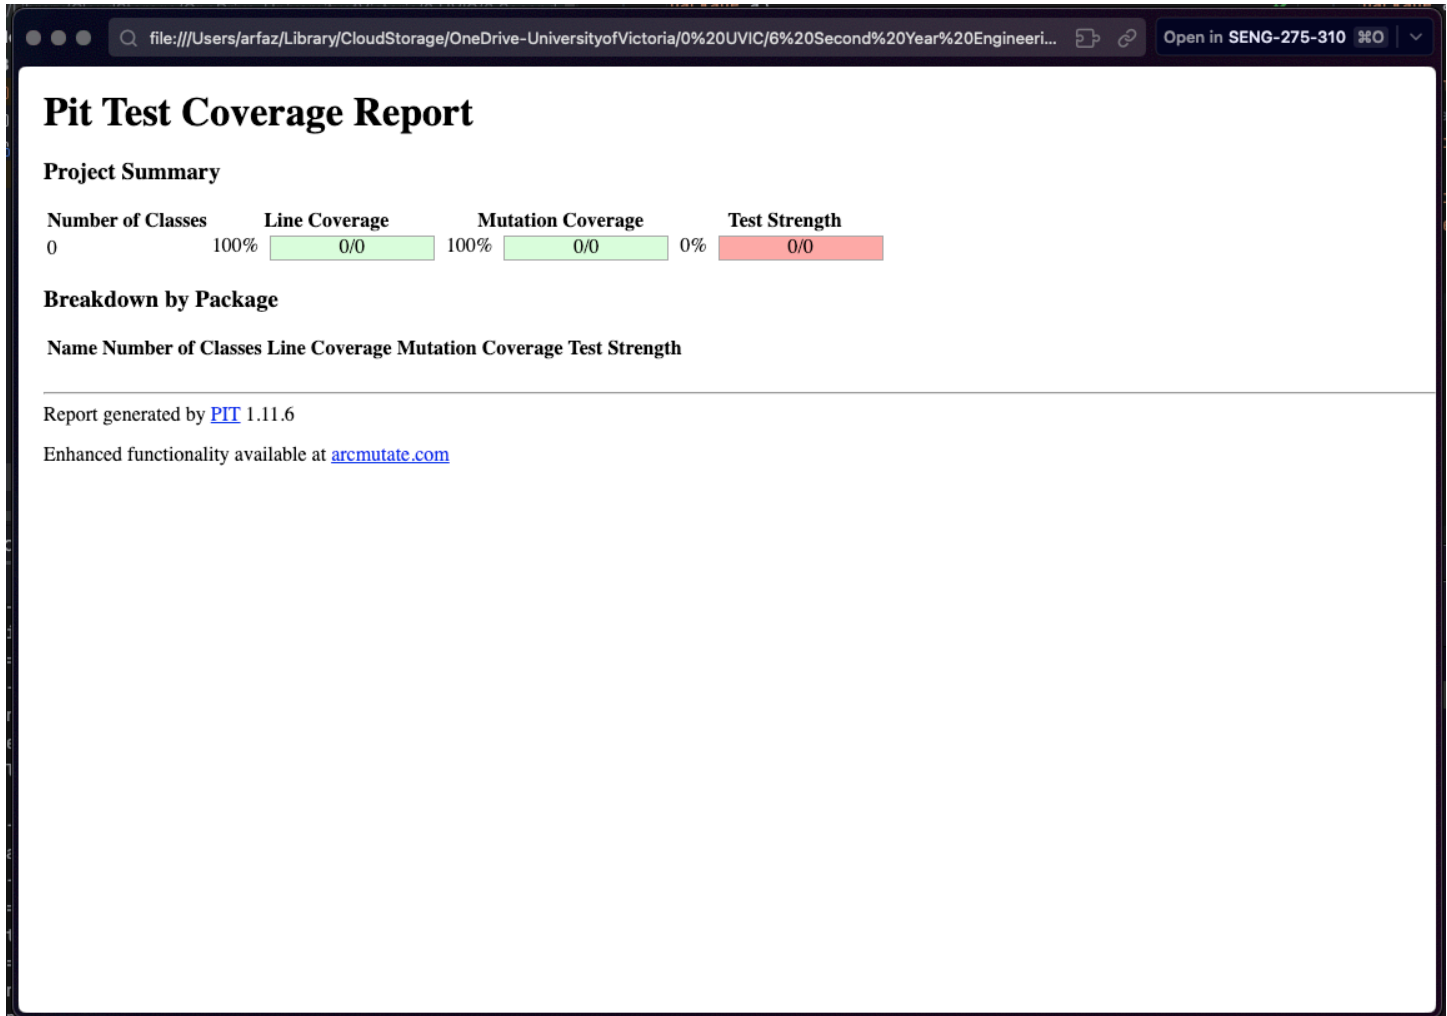 file:///Users/arfaz/Library/CloudStorage/OneDrive-UniversityofVictoria/0%20UVIC/6%20Second%20Year%20Engineeri...
Open in SENG-275-310 ⌘O
Pit Test Coverage Report
Project Summary
Number of Classes Line Coverage Mutation Coverage Test Strength
0 100% 0/0 100% 0/0 0% 0/0
Breakdown by Package
Name Number of Classes Line Coverage Mutation Coverage Test Strength
Report generated by PIT 1.11.6
Enhanced functionality available at arcmutate.com